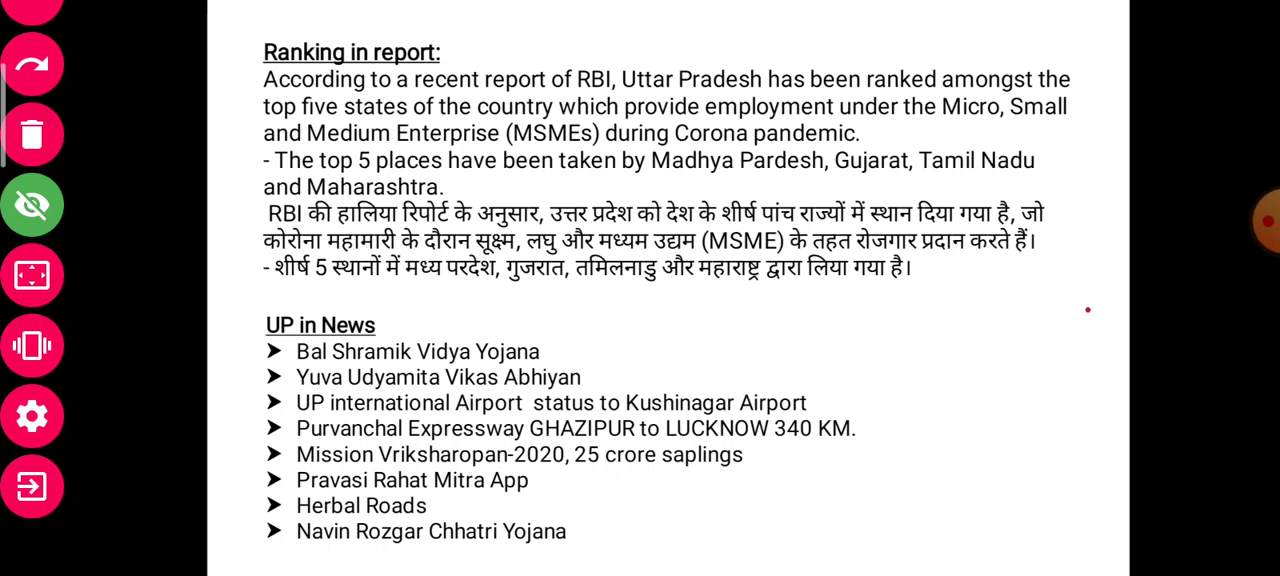 Ranking in report:
According to a recent report of RBI, Uttar Pradesh has been ranked amongst the
top five states of the country which provide employment under the Micro, Small
and Medium Enterprise (MSMEs) during Corona pandemic.
- The top 5 places have been taken by Madhya Pardesh, Gujarat, Tamil Nadu
and Maharashtra.
RBI की हालिया रिपोर्ट के अनुसार, उत्तर प्रदेश को देश के शीर्ष पांच राज्यों में स्थान दिया गया है, जो
कोरोना महामारी के दौरान सूक्ष्म, लघु और मध्यम उद्यम (MSME) के तहत रोजगार प्रदान करते हैं।
- शीर्ष 5 स्थानों में मध्य परदेश, गुजरात, तमिलनाडु और महाराष्ट्र द्वारा लिया गया है।
UP in News
➤ Bal Shramik Vidya Yojana
➤ Yuva Udyamita Vikas Abhiyan
➤ UP international Airport status to Kushinagar Airport
➤ Purvanchal Expressway GHAZIPUR to LUCKNOW 340 KM.
➤ Mission Vriksharopan-2020, 25 crore saplings
➤ Pravasi Rahat Mitra App
➤ Herbal Roads
➤ Navin Rozgar Chhatri Yojana